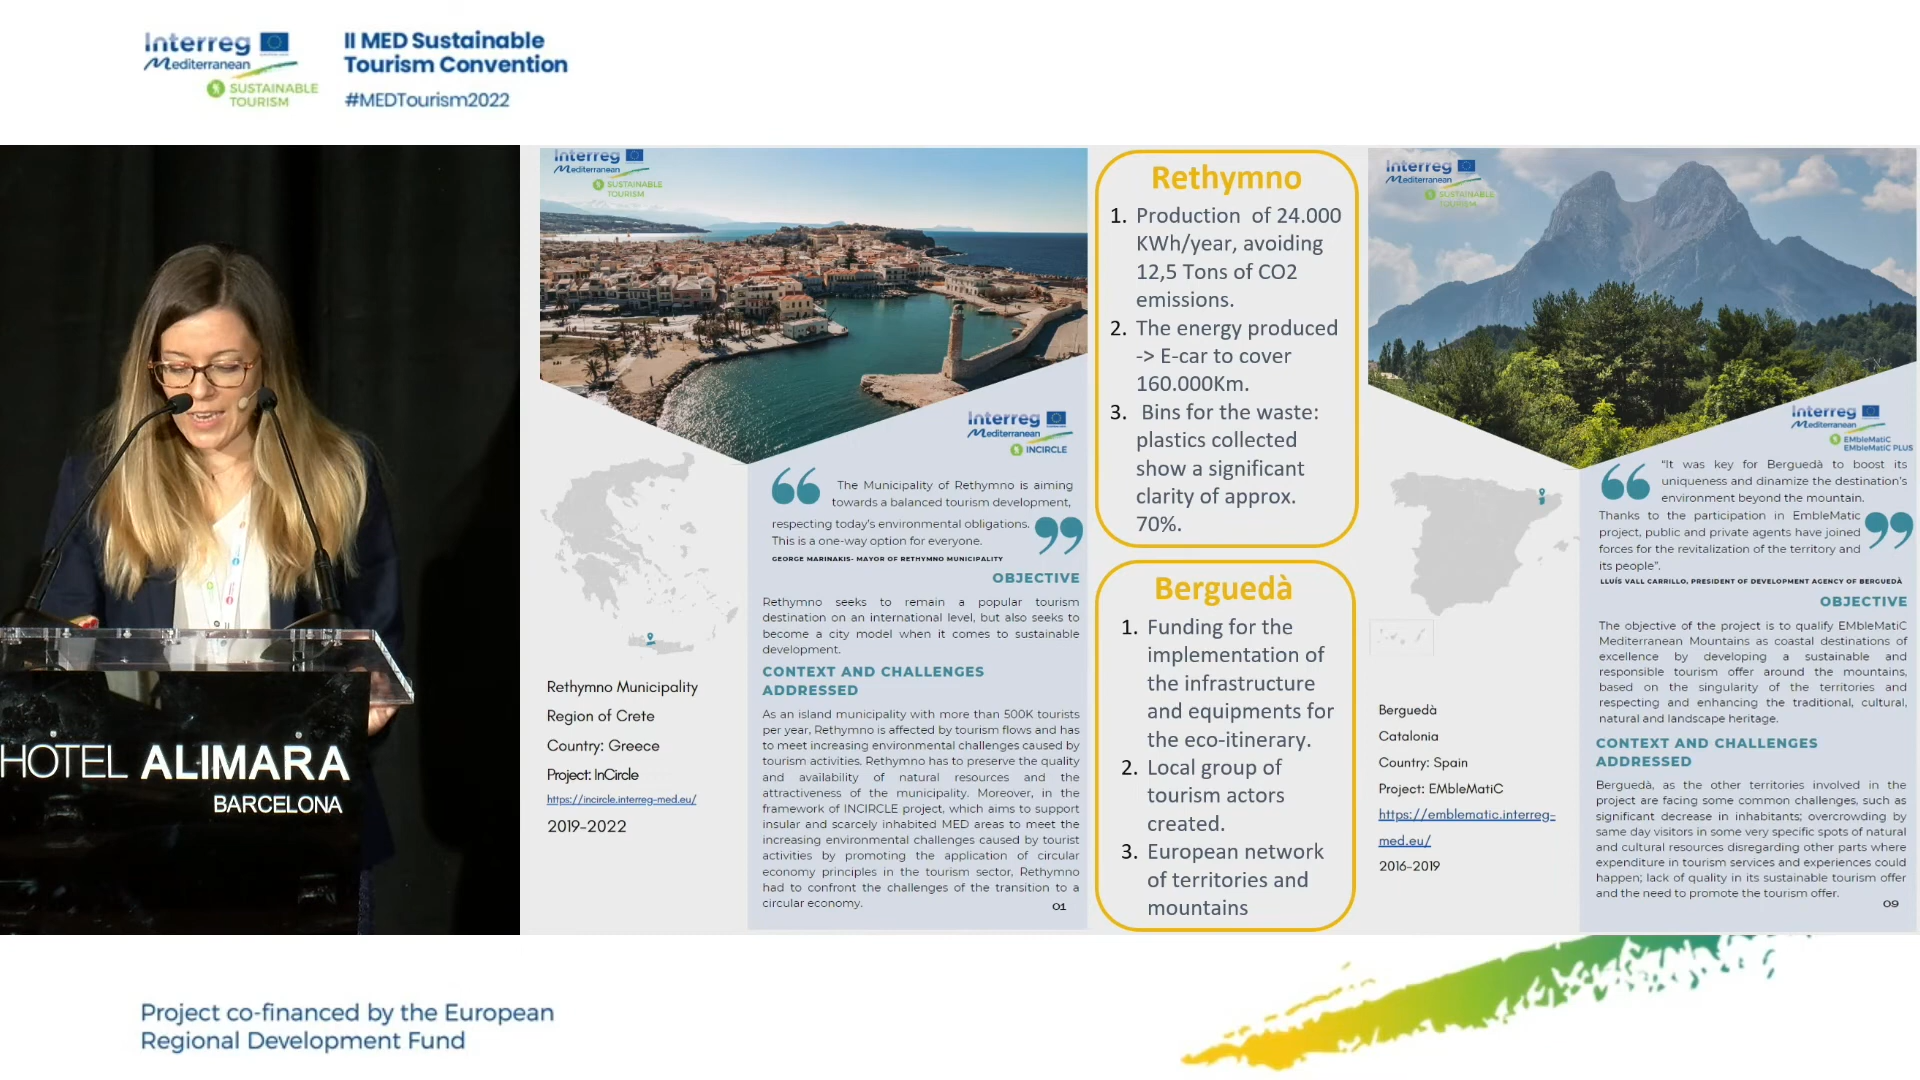 Interreg
Mediterranean
SUSTAINABLE
TOURISM
II MED Sustainable
Tourism Convention
#MEDTourism2022
HOTEL ALIMARA
BARCELONA
Interreg
Mediterranean
SUSTAINABLE
TOURISM
Interreg
Mediterranean
INCIRCLE
The Municipality of Rethymno is aiming
towards a balanced tourism development,
respecting today's environmental obligations.
This is a one-way option for everyone.
GEORGE MARINAKIS- MAYOR OF RETHYMNO MUNICIPALITY
OBJECTIVE
Rethymno seeks to remain a popular tourism
destination on an international level, but also seeks to
become a city model when it comes to sustainable
development.
CONTEXT AND CHALLENGES
ADDRESSED
As an island municipality with more than 500K tourists
per year, Rethymno is affected by tourism flows and has
to meet increasing environmental challenges caused by
tourism activities. Rethymno has to preserve the quality
and availability of natural resources and the
attractiveness of the municipality. Moreover, in the
framework of INCIRCLE project, which aims to support
insular and scarcely inhabited MED areas to meet the
increasing environmental challenges caused by tourist
activities by promoting the application of circular
economy principles in the tourism sector, Rethymno
had to confront the challenges of the transition to a
circular economy.
01
Rethymno Municipality
Region of Crete
Country: Greece
Project: InCircle
https://incircle.interreg-med.eu/
2019-2022
Rethymno
1. Production of 24.000
KWh/year, avoiding
12,5 Tons of CO2
emissions.
2. The energy produced
-> E-car to cover
160.000Km.
3. Bins for the waste:
plastics collected
show a significant
clarity of approx.
70%.
Berguedà
1. Funding for the
implementation of
the infrastructure
and equipments for
the eco-itinerary.
2. Local group of
tourism actors
created.
3. European network
of territories and
mountains
Interreg
Mediterranean
SUSTAINABLE
TOURISM
Interreg
Mediterranean
EMbleMatiC
EMbleMatiC PLUS
"It was key for Berguedà to boost its
uniqueness and dinamize the destination's
environment beyond the mountain.
Thanks to the participation in EmbleMatic
project, public and private agents have joined
forces for the revitalization of the territory and
its people".
LLUÍS VALL CARRILLO, PRESIDENT OF DEVELOPMENT AGENCY OF BERGUEDÀ
OBJECTIVE
The objective of the project is to qualify EMbleMatiC
Mediterranean Mountains as coastal destinations of
excellence by developing a sustainable and
responsible tourism offer around the mountains,
based on the singularity of the territories and
respecting and enhancing the traditional, cultural,
natural and landscape heritage.
CONTEXT AND CHALLENGES
ADDRESSED
Berguedà, as the other territories involved in the
project are facing some common challenges, such as
significant decrease in inhabitants; overcrowding by
same day visitors in some very specific spots of natural
and cultural resources disregarding other parts where
expenditure in tourism services and experiences could
happen; lack of quality in its sustainable tourism offer
and the need to promote the tourism offer.
09
Berguedà
Catalonia
Country: Spain
Project: EMbleMatiC
https://emblematic.interreg-
med.eu/
2016-2019
Project co-financed by the European
Regional Development Fund